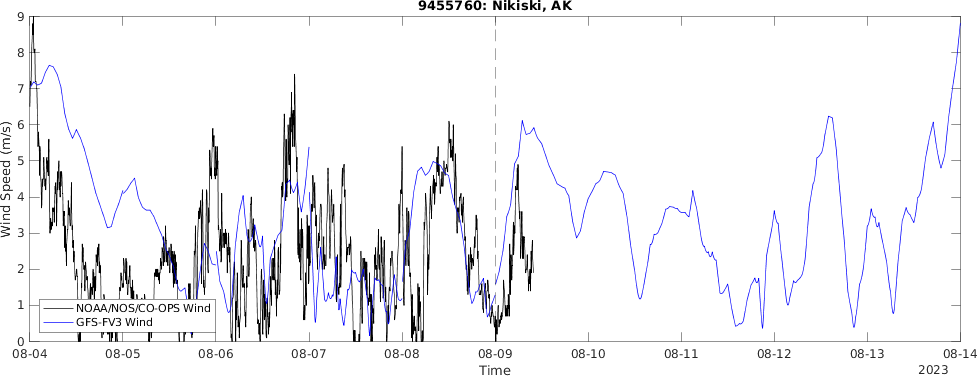 9455760: Nikiski, AK
Wind Speed (m/s)
9
8
7
6
5
4
3
2
1
0
NOAA/NOS/CO-OPS Wind
GFS-FV3 Wind
08-04 08-05 08-06 08-07 08-08 08-09 08-10 08-11 08-12 08-13 08-14
Time
2023